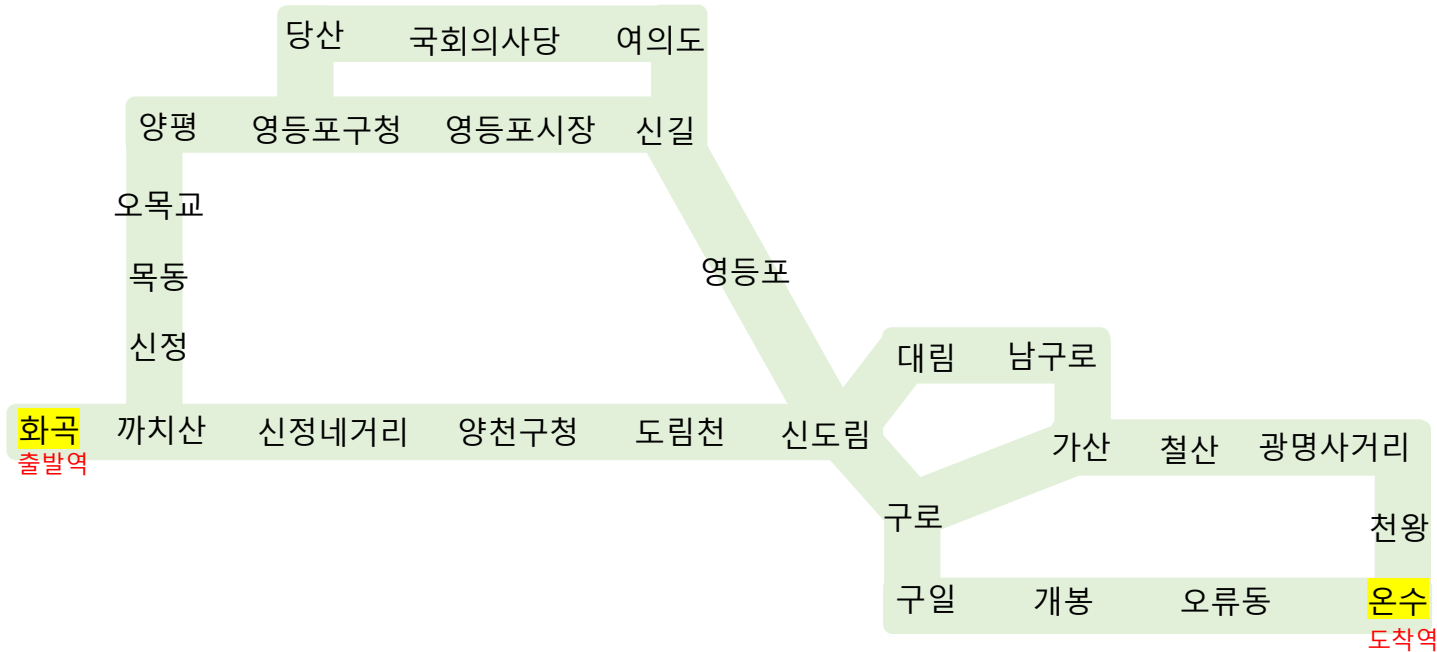 당산 국회의사당 여의도
양평 영등포구청 영등포시장 신길
오목교
목동
영등포
신정
대림 남구로
화곡 까치산 신정네거리 양천구청 도림천 신도림
가산 철산 광명사거리
출발역
구로
천왕
구일 개봉 오류동 온수
도착역